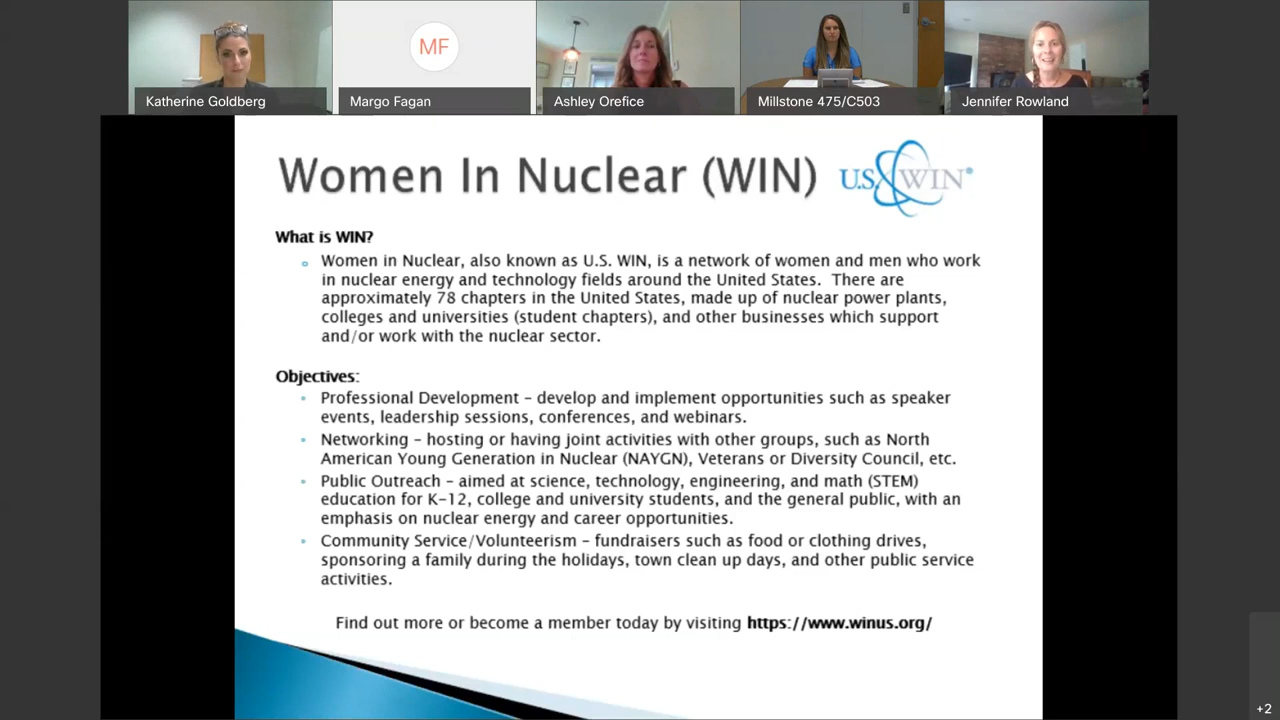 MF
Katherine Goldberg
Margo Fagan
Ashley Orefice
Millstone 475/C503
Jennifer Rowland
Women In Nuclear (WIN)
U.S. WIN®
What is WIN?
Women in Nuclear, also known as U.S. WIN, is a network of women and men who work
in nuclear energy and technology fields around the United States.  There are
approximately 78 chapters in the United States, made up of nuclear power plants,
colleges and universities (student chapters), and other businesses which support
and/or work with the nuclear sector.
Objectives:
Professional Development – develop and implement opportunities such as speaker
events, leadership sessions, conferences, and webinars.
Networking – hosting or having joint activities with other groups, such as North
American Young Generation in Nuclear (NAYGN), Veterans or Diversity Council, etc.
Public Outreach – aimed at science, technology, engineering, and math (STEM)
education for K-12, college and university students, and the general public, with an
emphasis on nuclear energy and career opportunities.
Community Service/Volunteerism – fundraisers such as food or clothing drives,
sponsoring a family during the holidays, town clean up days, and other public service
activities.
Find out more or become a member today by visiting https://www.winus.org/
+2